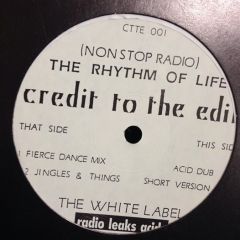 CTTE 001
(NON STOP RADIO)
THE RHYTHM OF LIFE
credit to the edi
THAT SIDE THIS SIDE
1 FIERCE DANCE MIX ACID DUB
2 JINGLES & THINGS SHORT VERSION
THE WHITE LABEL
radio leaks acid